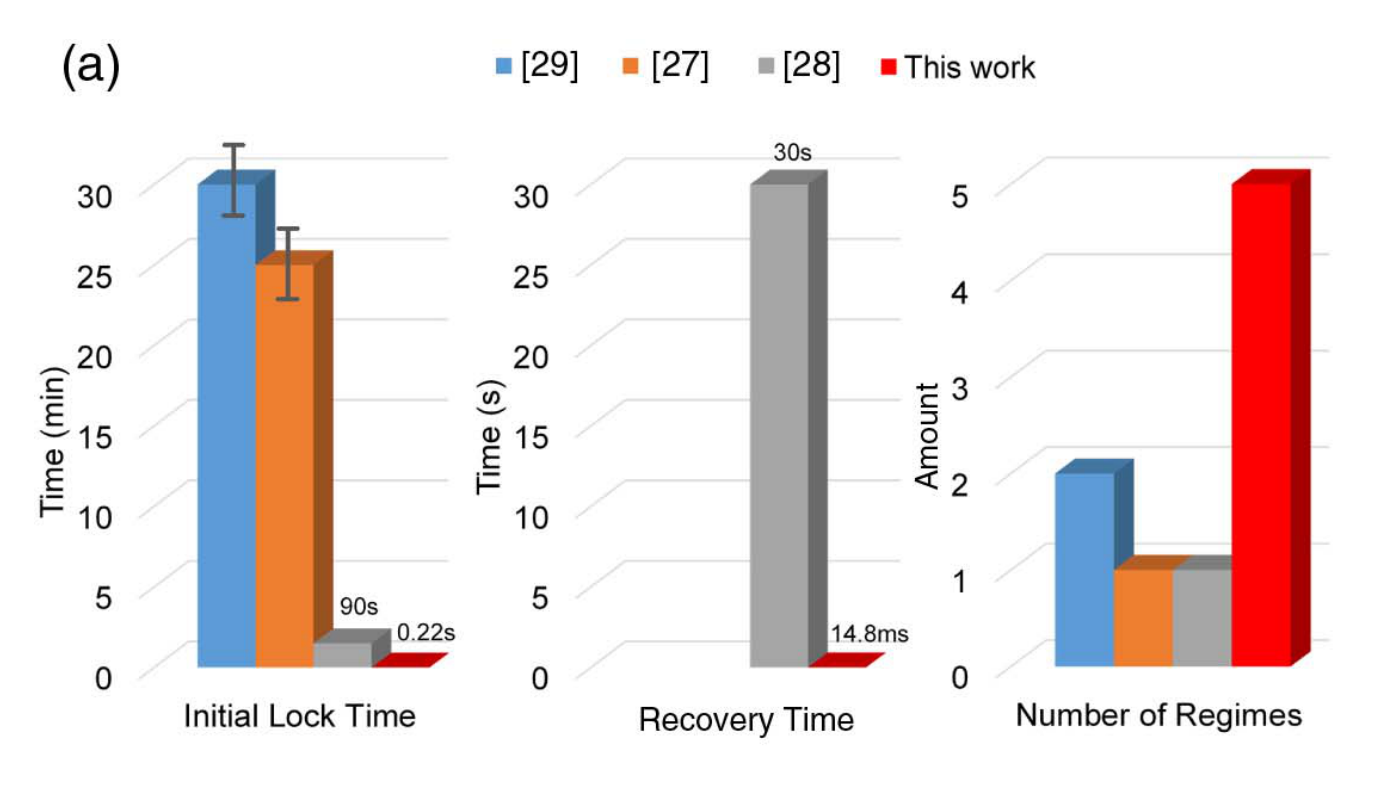 (a)
[29] [27] [28] This work
30
25
20
15
10
5
0
Time (min)
90s
0.22s
Initial Lock Time
30
25
20
15
10
5
0
Time (s)
30s
14.8ms
Recovery Time
5
4
3
2
1
0
Amount
Number of Regimes